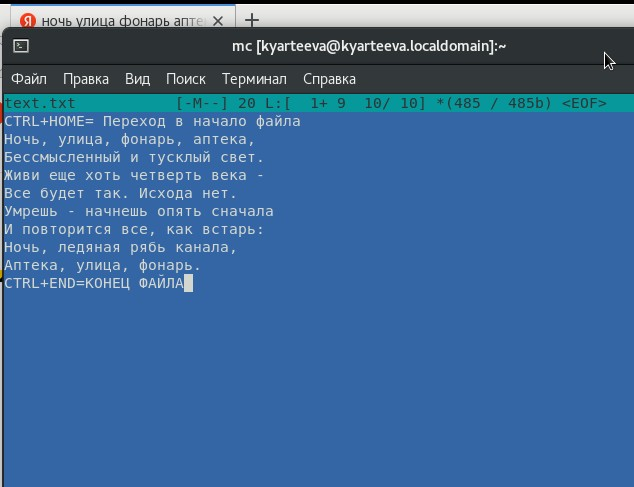 ночь улица фонарь апте
mc [kyarteeva@kyarteeva.localdomain]:~
Файл Правка Вид Поиск Терминал Справка
text.txt [-M--] 20 L:[ 1+ 9 10/ 10] *(485 / 485b) <EOF>
CTRL+HOME= Переход в начало файла
Ночь, улица, фонарь, аптека,
Бессмысленный и тусклый свет.
Живи еще хоть четверть века -
Все будет так. Исхода нет.
Умрешь - начнешь опять сначала
И повторится все, как встарь:
Ночь, ледяная рябь канала,
Аптека, улица, фонарь.
CTRL+END=КОНЕЦ ФАЙЛА